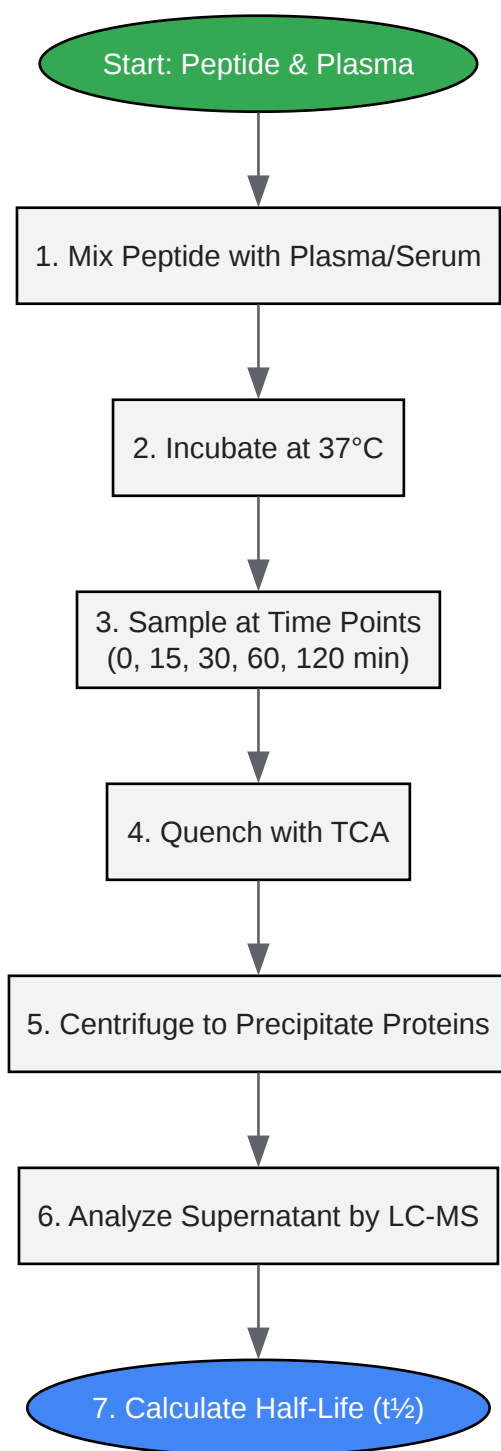 Start: Peptide & Plasma
1. Mix Peptide with Plasma/Serum
2. Incubate at 37°C
3. Sample at Time Points
(0, 15, 30, 60, 120 min)
4. Quench with TCA
5. Centrifuge to Precipitate Proteins
6. Analyze Supernatant by LC-MS
7. Calculate Half-Life (t½)